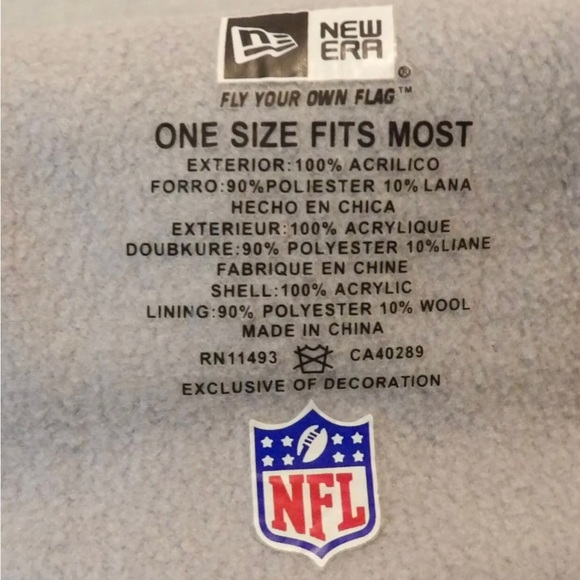 NE
NEW
ERA
®
FLY YOUR OWN FLAG™
ONE SIZE FITS MOST
EXTERIOR:100% ACRILICO
FORRO:90%POLIESTER 10% LANA
HECHO EN CHICA
EXTERIEUR:100% ACRYLIQUE
DOUBKURE:90% POLYESTER 10%LIANE
FABRIQUE EN CHINE
SHELL:100% ACRYLIC
LINING:90% POLYESTER 10% WOOL
MADE IN CHINA
RN11493 CA40289
EXCLUSIVE OF DECORATION
NFL